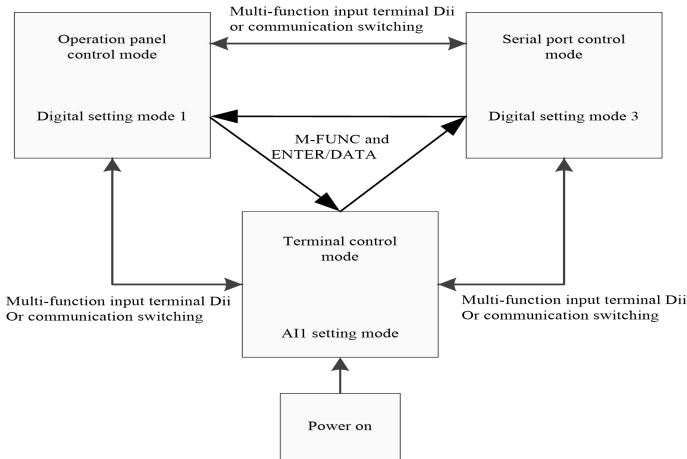 Multi-function input terminal Dii
or communication switching
Operation panel
control mode
Serial port control
mode
Digital setting mode 1
Digital setting mode 3
M-FUNC and
ENTER/DATA
Terminal control
mode
Multi-function input terminal Dii
Or communication switching
Multi-function input terminal Dii
Or communication switching
AI1 setting mode
Power on